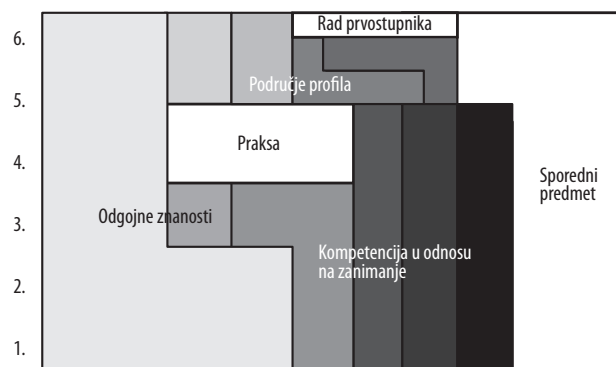 6.
Rad prvostupnika
Područje profila
5.
Praksa
4.
Sporedni
predmet
Odgojne znanosti
3.
Kompetencija u odnosu
na zanimanje
2.
1.